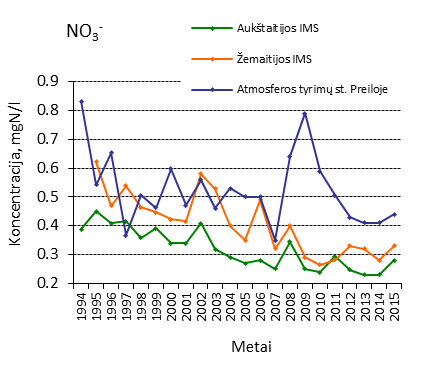 NO3-
Aukštaitijos IMS
Žemaitijos IMS
Atmosferos tyrimų st. Preiloje
Koncentracija, mgN/l
0.9
0.8
0.7
0.6
0.5
0.4
0.3
0.2
1994 1995 1996 1997 1998 1999 2000 2001 2002 2003 2004 2005 2006 2007 2008 2009 2010 2011 2012 2013 2014 2015
Metai